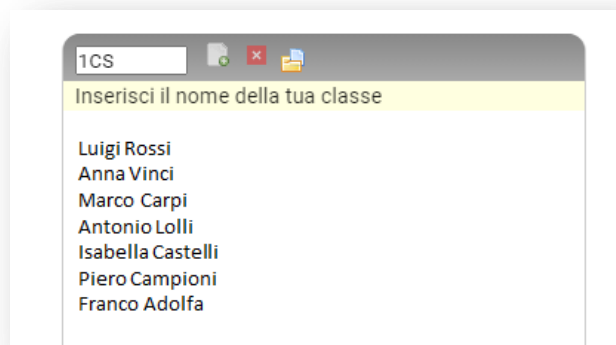 1CS
Inserisci il nome della tua classe
Luigi Rossi
Anna Vinci
Marco Carpi
Antonio Lolli
Isabella Castelli
Piero Campioni
Franco Adolfa